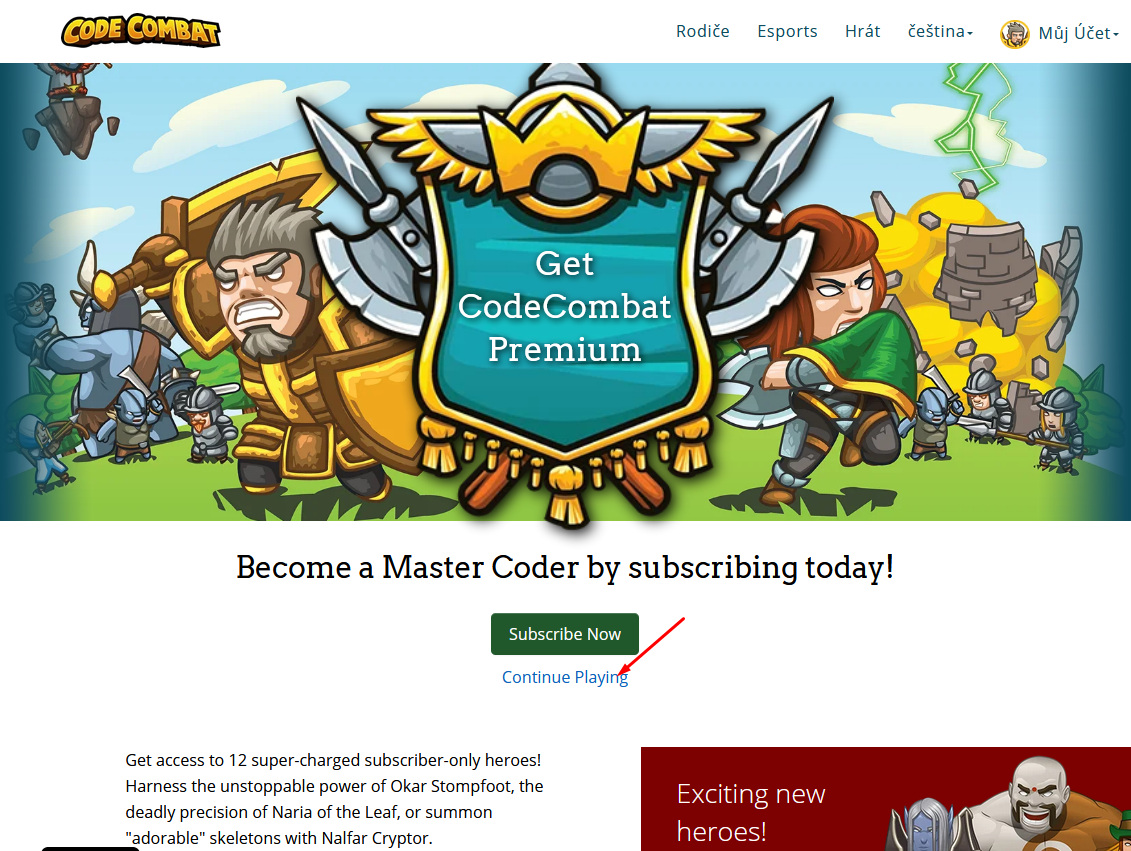 CODE COMBAT
Rodiče Esports Hrát čeština Můj Účet
Get
CodeCombat
Premium
Become a Master Coder by subscribing today!
Subscribe Now
Continue Playing
Get access to 12 super-charged subscriber-only heroes!
Harness the unstoppable power of Okar Stompfoot, the
deadly precision of Naria of the Leaf, or summon
"adorable" skeletons with Nalfar Cryptor.
Exciting new
heroes!